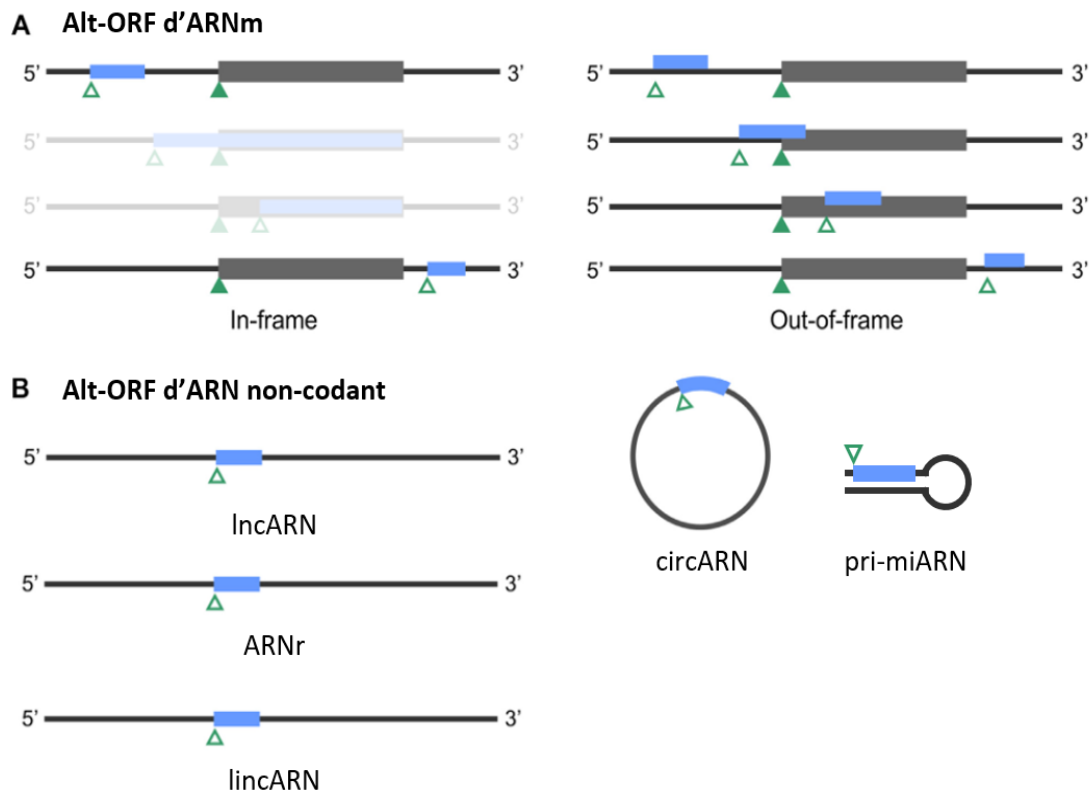 A Alt-ORF d'ARNm
5' 3' 5' 3'
5' 3' 5' 3'
5' 3' 5' 3'
5' 3' 5' 3'
In-frame Out-of-frame
B Alt-ORF d'ARN non-codant
5' 3'
lncARN
circARN pri-miARN
5' 3'
ARNr
5' 3'
lincARN